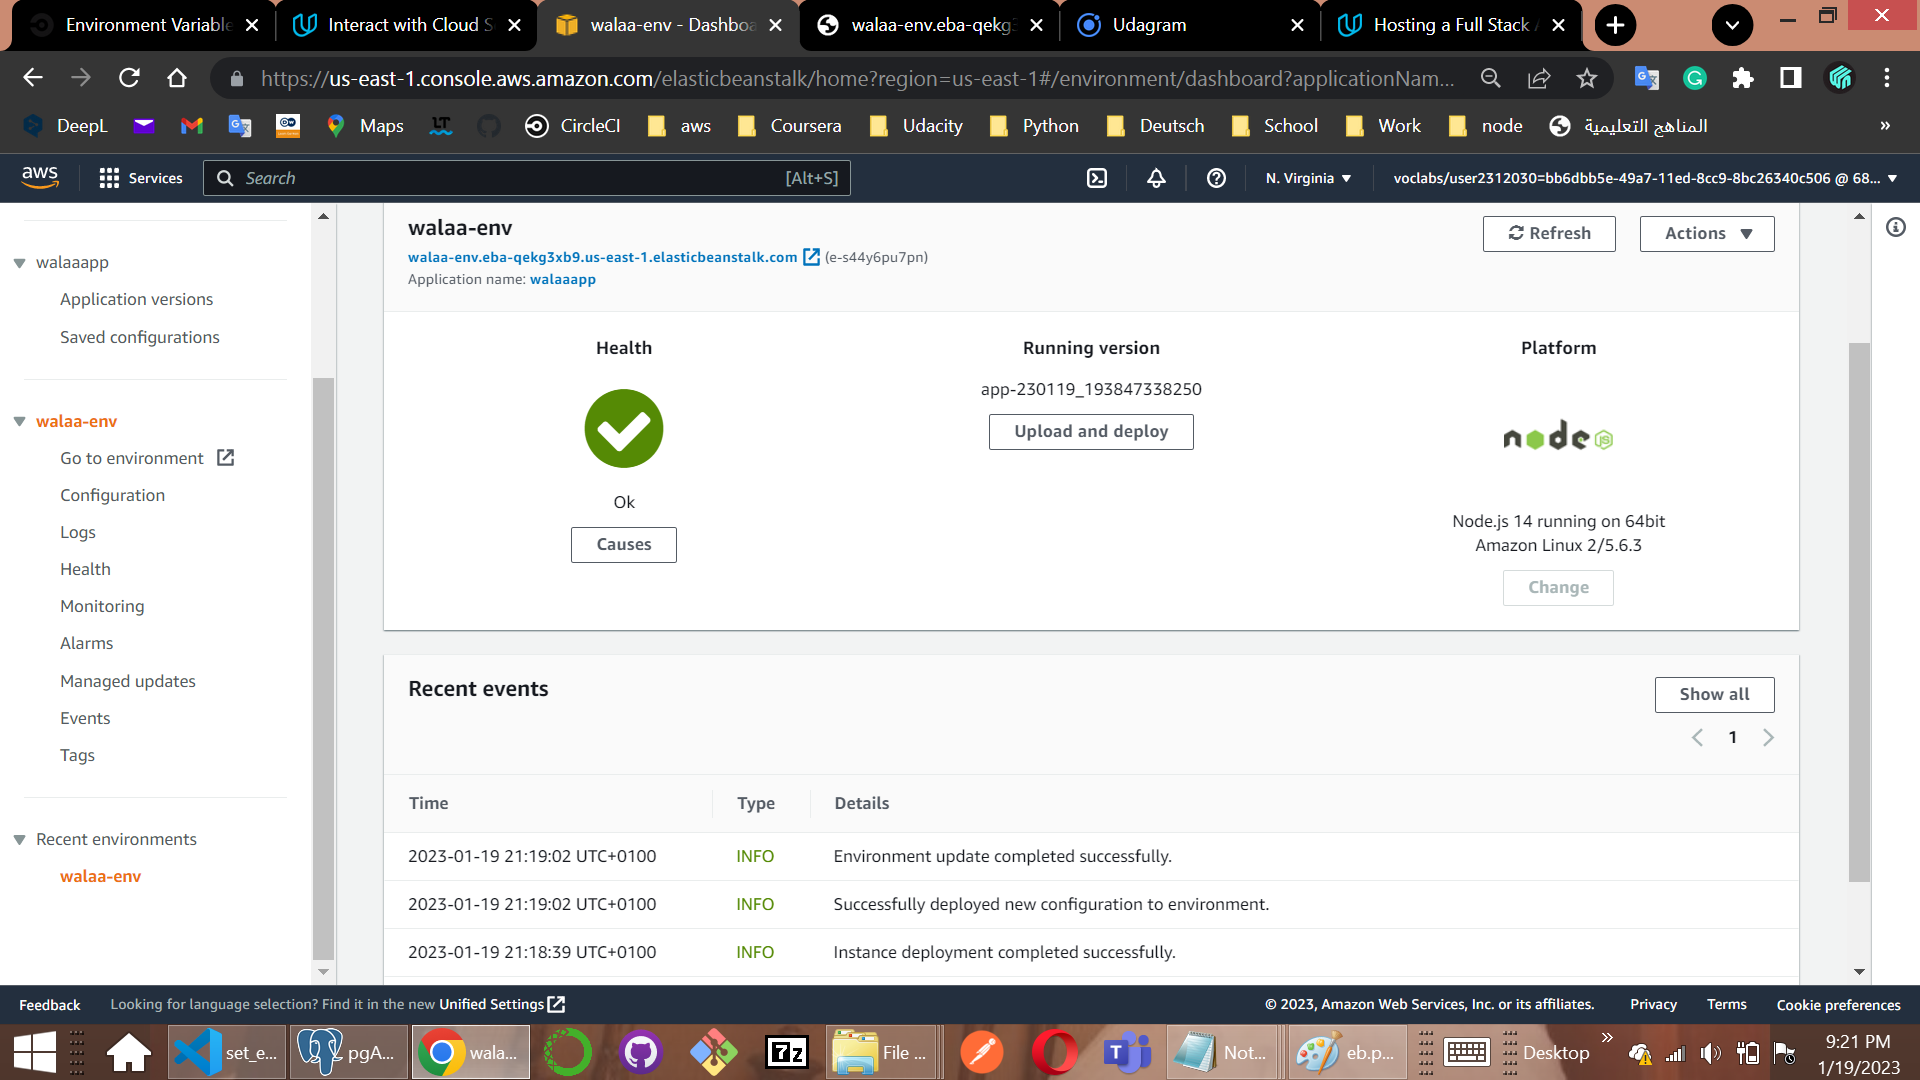 Environment Variable
Interact with Cloud S
walaa-env - Dashboa
walaa-env.eba-qekg3
Udagram
Hosting a Full Stack A
https://us-east-1.console.aws.amazon.com/elasticbeanstalk/home?region=us-east-1#/environment/dashboard?applicationNam...
DeepL
Maps
LT
CircleCI
aws
Coursera
Udacity
Python
Deutsch
School
Work
node
المناهج التعليمية
»
aws
Services
Search
[Alt+S]
N. Virginia
voclabs/user2312030=bb6dbb5e-49a7-11ed-8cc9-8bc26340c506 @ 68...
walaaapp
Application versions
Saved configurations
walaa-env
Go to environment
Configuration
Logs
Health
Monitoring
Alarms
Managed updates
Events
Tags
Recent environments
walaa-env
walaa-env
walaa-env.eba-qekg3xb9.us-east-1.elasticbeanstalk.com (e-s44y6pu7pn)
Application name: walaaapp
Refresh
Actions
Health
Ok
Causes
Running version
app-230119_193847338250
Upload and deploy
Platform
node
JS
Node.js 14 running on 64bit
Amazon Linux 2/5.6.3
Change
Recent events
Show all
1
Time Type Details
2023-01-19 21:19:02 UTC+0100 INFO Environment update completed successfully.
2023-01-19 21:19:02 UTC+0100 INFO Successfully deployed new configuration to environment.
2023-01-19 21:18:39 UTC+0100 INFO Instance deployment completed successfully.
Feedback
Looking for language selection? Find it in the new Unified Settings
© 2023, Amazon Web Services, Inc. or its affiliates.
Privacy
Terms
Cookie preferences
set_e...
pgA...
wala...
7z
File ...
T
Not...
eb.p...
Desktop
»
9:21 PM
1/19/2023